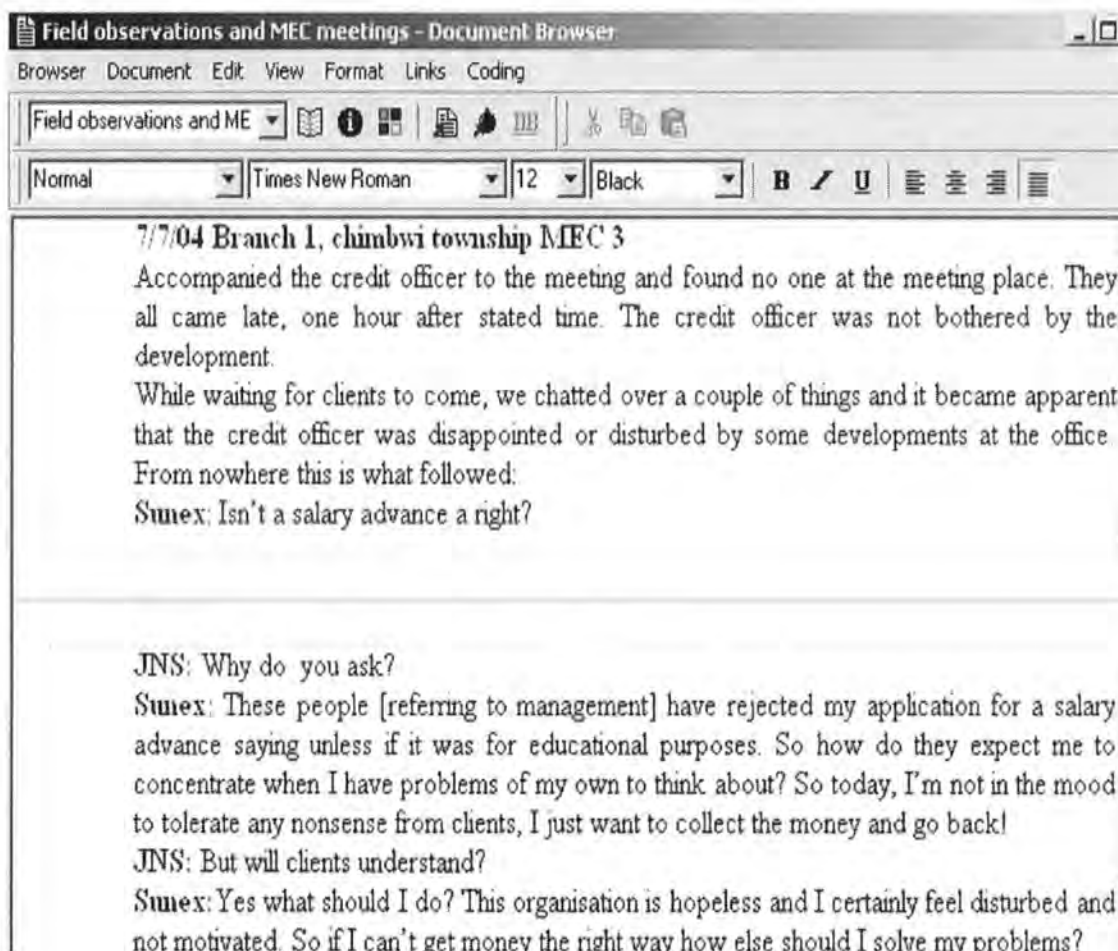 Field observations and MEC meetings - Document Browser
Browser Document Edit View Format Links Coding
Field observations and ME
Normal Times New Roman 12 Black B I U
7/7/04 Branch 1, chimbwi township MEC 3
Accompanied the credit officer to the meeting and found no one at the meeting place. They
all came late, one hour after stated time. The credit officer was not bothered by the
development.
While waiting for clients to come, we chatted over a couple of things and it became apparent
that the credit officer was disappointed or disturbed by some developments at the office.
From nowhere this is what followed:
Sunex: Isn't a salary advance a right?
JNS: Why do you ask?
Sunex: These people [referring to management] have rejected my application for a salary
advance saying unless if it was for educational purposes. So how do they expect me to
concentrate when I have problems of my own to think about? So today, I'm not in the mood
to tolerate any nonsense from clients, I just want to collect the money and go back!
JNS: But will clients understand?
Sunex: Yes what should I do? This organisation is hopeless and I certainly feel disturbed and
not motivated. So if I can't get money the right way how else should I solve my problems?